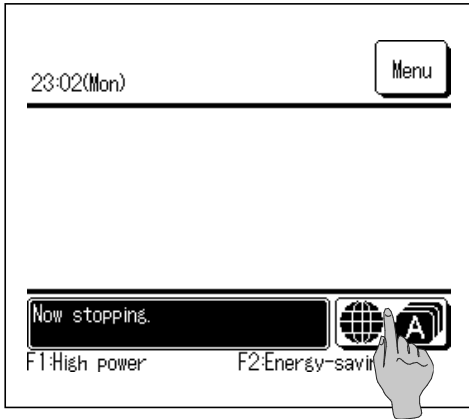 Menu
23:02(Mon)
Now stopping.
A
F1:High power F2:Energy-savin